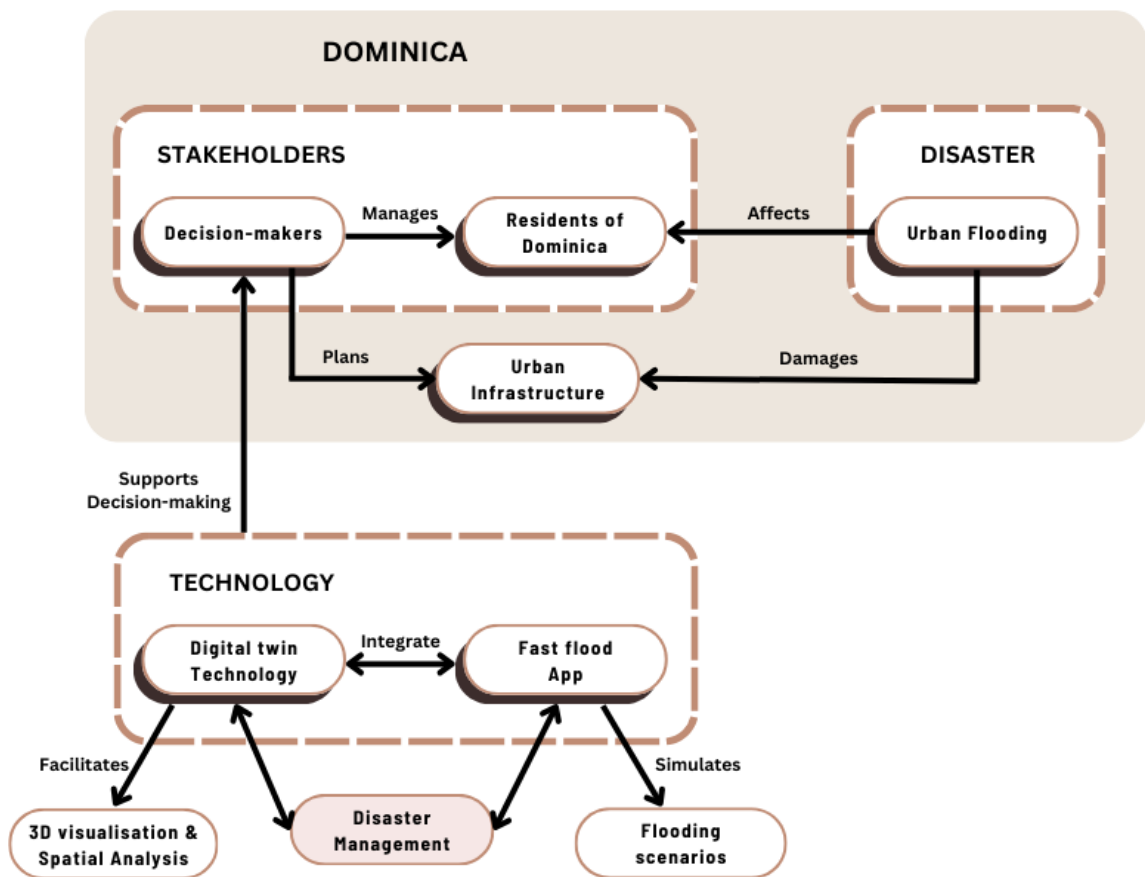 DOMINICA
STAKEHOLDERS
DISASTER
Decision-makers
Manages
Residents of
Dominica
Affects
Urban Flooding
Plans
Urban
Infrastructure
Damages
Supports
Decision-making
TECHNOLOGY
Digital twin
Technology
Integrate
Fast flood
App
Facilitates
Simulates
3D visualisation &
Spatial Analysis
Disaster
Management
Flooding
scenarios